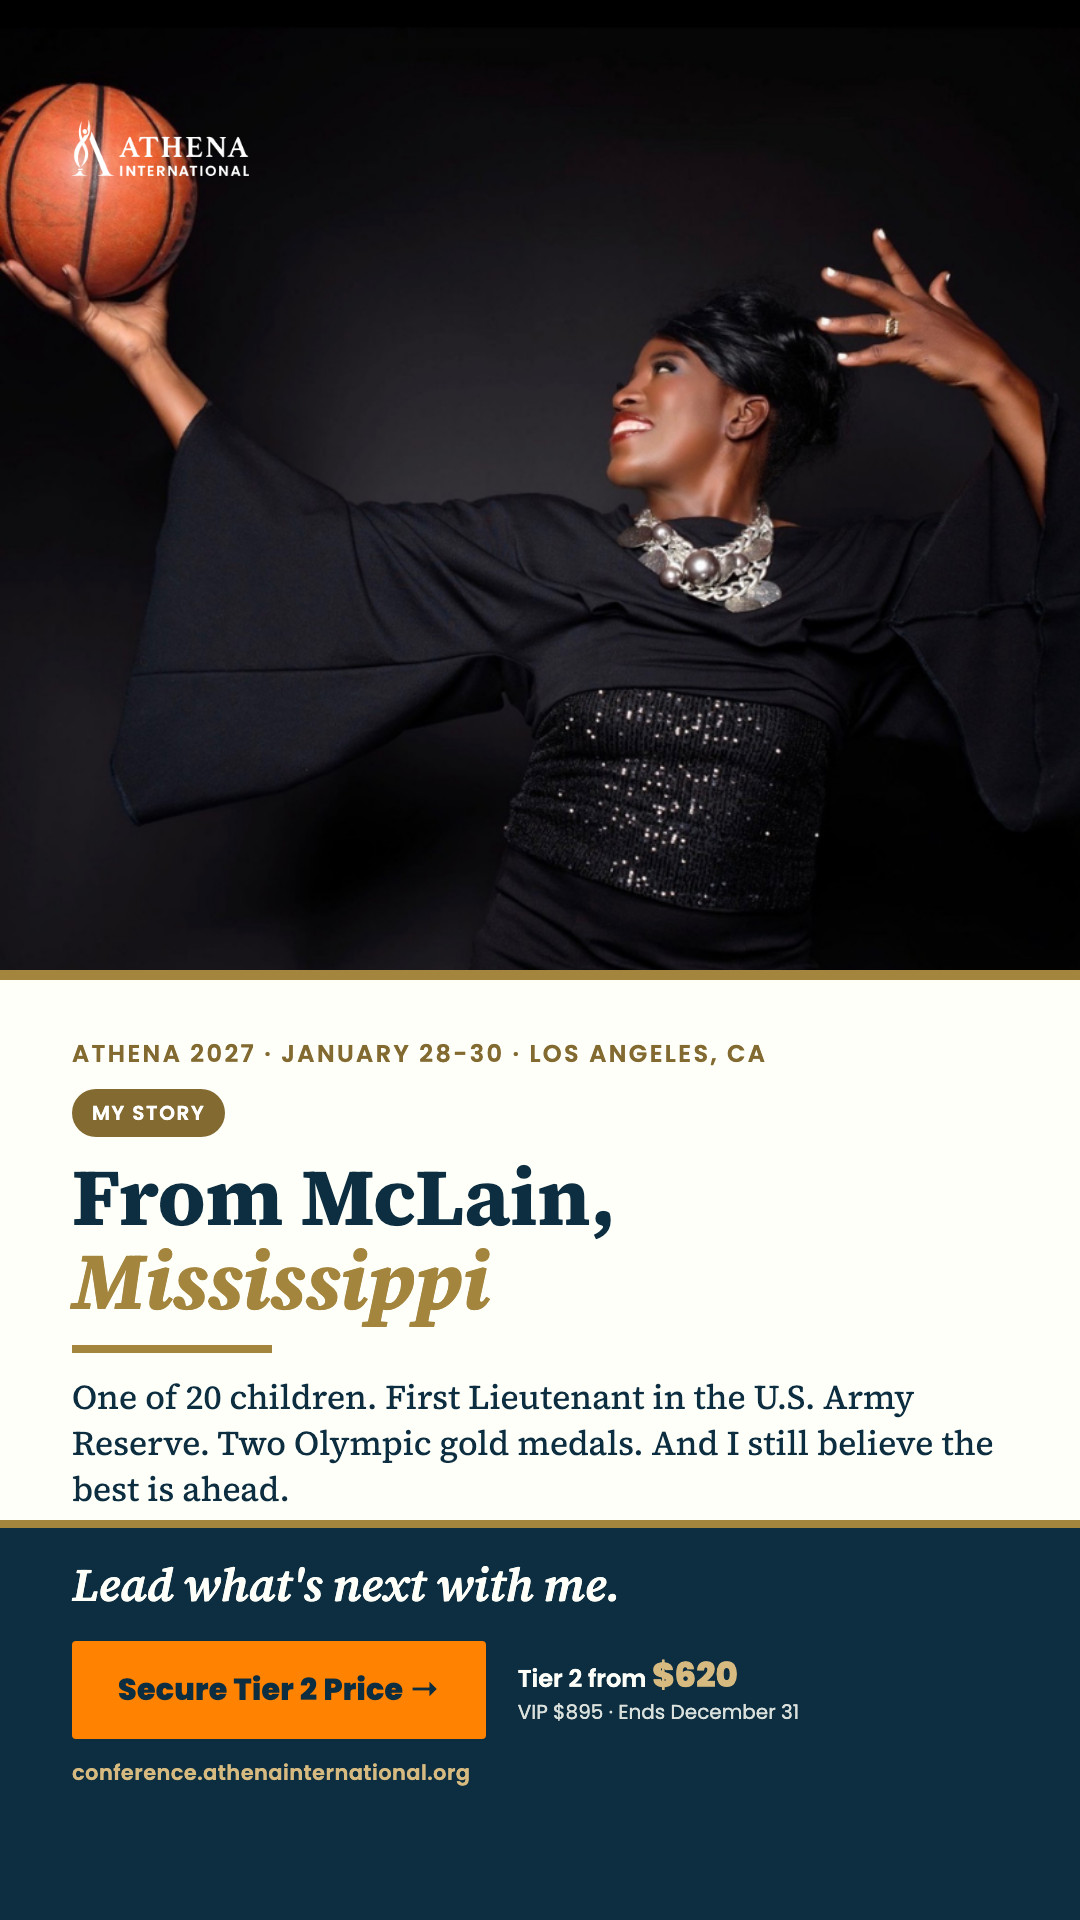 ATHENA
INTERNATIONAL
ATHENA 2027 · JANUARY 28-30 · LOS ANGELES, CA
MY STORY
From McLain,
Mississippi
One of 20 children. First Lieutenant in the U.S. Army
Reserve. Two Olympic gold medals. And I still believe the
best is ahead.
Lead what's next with me.
Secure Tier 2 Price →
Tier 2 from $620
VIP $895 · Ends December 31
conference.athenainternational.org